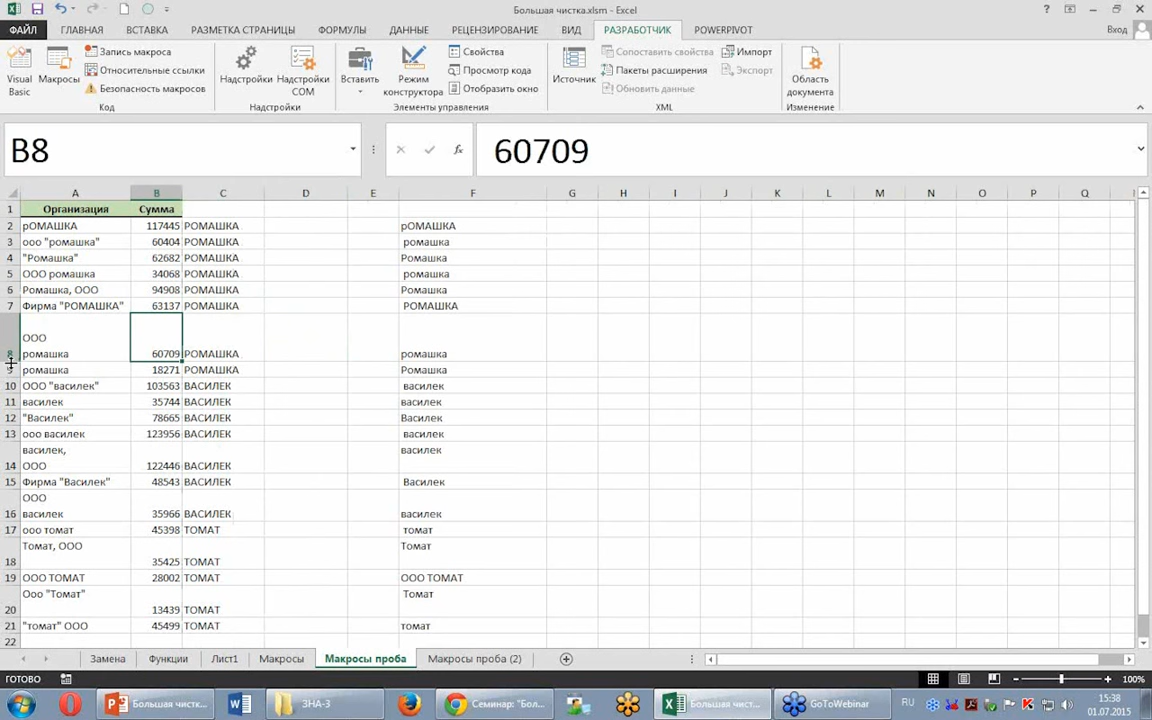 Большая чистка.xlsm - Excel
?
ФАЙЛ ГЛАВНАЯ ВСТАВКА РАЗМЕТКА СТРАНИЦЫ ФОРМУЛЫ ДАННЫЕ РЕЦЕНЗИРОВАНИЕ ВИД РАЗРАБОТЧИК POWERPIVOT Вход
Visual Basic
Макросы
Запись макроса
Относительные ссылки
Безопасность макросов
Код
Надстройки
Надстройки COM
Надстройки
Вставить
Режим конструктора
Свойства
Просмотр кода
Отобразить окно
Элементы управления
Источник
Сопоставить свойства
Пакеты расширения
Обновить данные
Импорт
Экспорт
XML
Область документа
Изменение
B8 fx 60709
A B C D E F G H I J K L M N O P Q
1 Организация Сумма
2 рОМАШКА 117445 РОМАШКА рОМАШКА
3 ооо "ромашка" 60404 РОМАШКА ромашка
4 "Ромашка" 62682 РОМАШКА Ромашка
5 ООО ромашка 34068 РОМАШКА ромашка
6 Ромашка, ООО 94908 РОМАШКА Ромашка
7 Фирма "РОМАШКА" 63137 РОМАШКА РОМАШКА
ООО
8 ромашка 60709 РОМАШКА ромашка
9 ромашка 18271 РОМАШКА Ромашка
10 ООО "василек" 103563 ВАСИЛЕК василек
11 василек 35744 ВАСИЛЕК василек
12 "Василек" 78665 ВАСИЛЕК Василек
13 ооо василек 123956 ВАСИЛЕК василек
василек, василек
14 ООО 122446 ВАСИЛЕК
15 Фирма "Василек" 48543 ВАСИЛЕК Василек
ООО
16 василек 35966 ВАСИЛЕК василек
17 ооо томат 45398 ТОМАТ томат
Томат, ООО Томат
18 35425 ТОМАТ
19 ООО ТОМАТ 28002 ТОМАТ ООО ТОМАТ
Ооо "Томат" Томат
20 13439 ТОМАТ
21 "томат" ООО 45499 ТОМАТ томат
22
Замена Функции Лист1 Макросы Макросы проба Макросы проба (2)
ГОТОВО 100%
Большая чистк... ЗНА-3 Семинар: "Бол... Большая чистк... GoToWebinar RU 15:38
01.07.2015